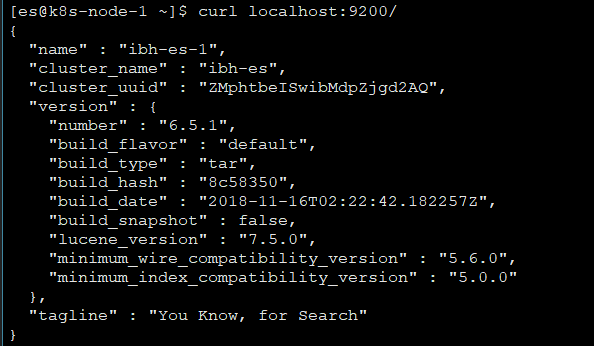 [es@k8s-node-1 ~]$ curl localhost:9200/
{
  "name" : "ibh-es-1",
  "cluster_name" : "ibh-es",
  "cluster_uuid" : "ZMphtbeISwibMdpZjgd2AQ",
  "version" : {
    "number" : "6.5.1",
    "build_flavor" : "default",
    "build_type" : "tar",
    "build_hash" : "8c58350",
    "build_date" : "2018-11-16T02:22:42.182257Z",
    "build_snapshot" : false,
    "lucene_version" : "7.5.0",
    "minimum_wire_compatibility_version" : "5.6.0",
    "minimum_index_compatibility_version" : "5.0.0"
  },
  "tagline" : "You Know, for Search"
}